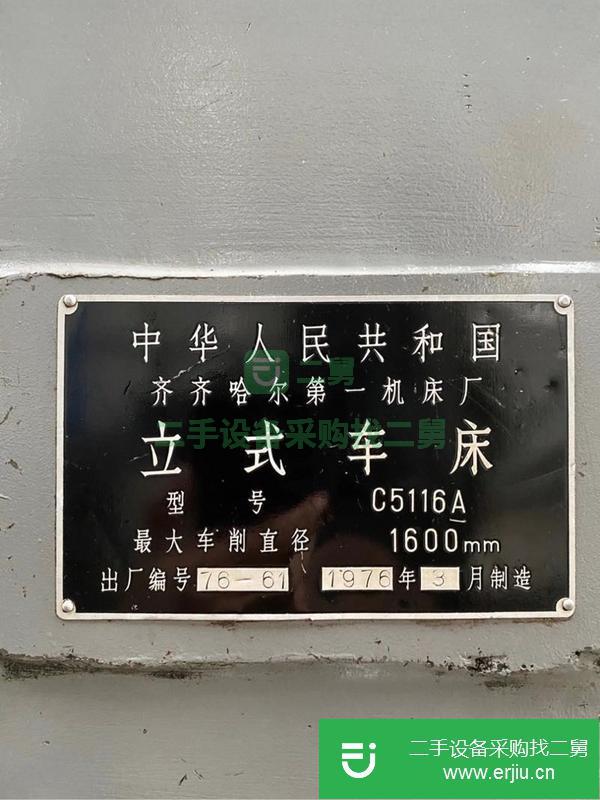 中华人民共和国
齐齐哈尔第一机床厂
二舅
二手设备采购找二舅
立式车床
型号 C5116A
最大车削直径 1600mm
出厂编号 76-61 1976年3月制造
二手设备采购找二舅
www.erjiu.cn